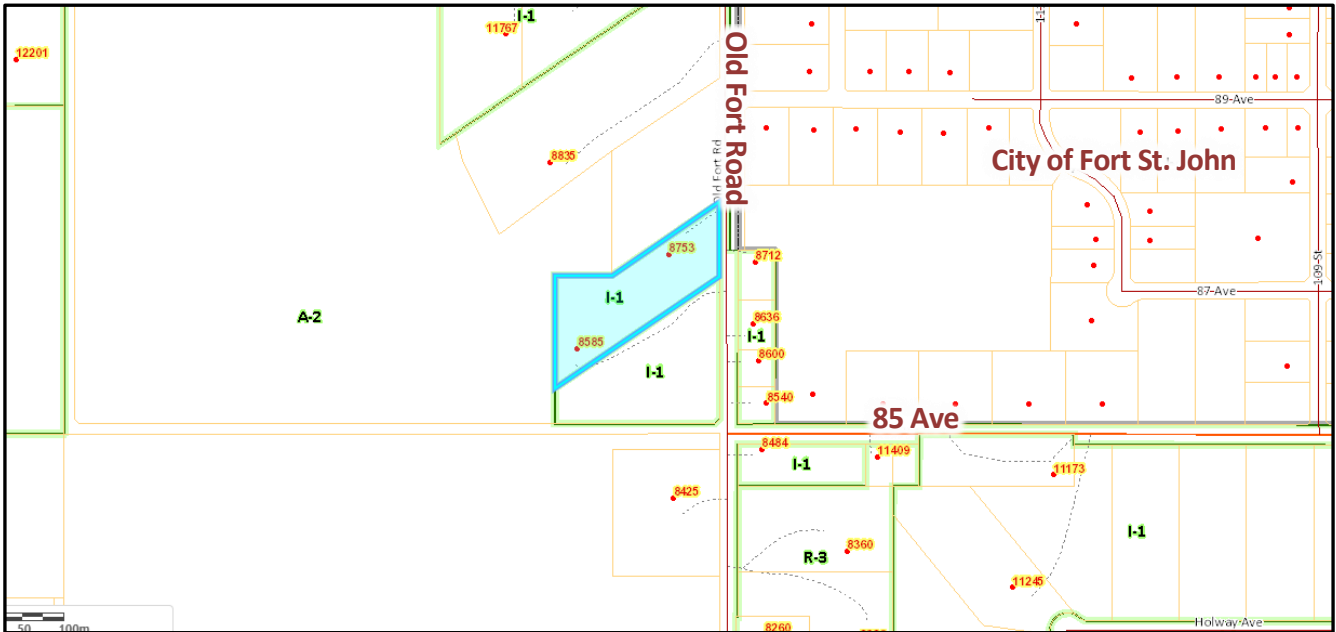 I-1
11767
12201
Old Fort Road
11-
89-Ave
8835
City of Fort St. John
Old Fort Rd
8753
8712
87-Ave
109-St
I-1
A-2
8636
I-1
8585
8600
I-1
8540
85 Ave
8484
11409
I-1
11173
8425
I-1
8360
R-3
11245
Holway Ave
8260
50 100m